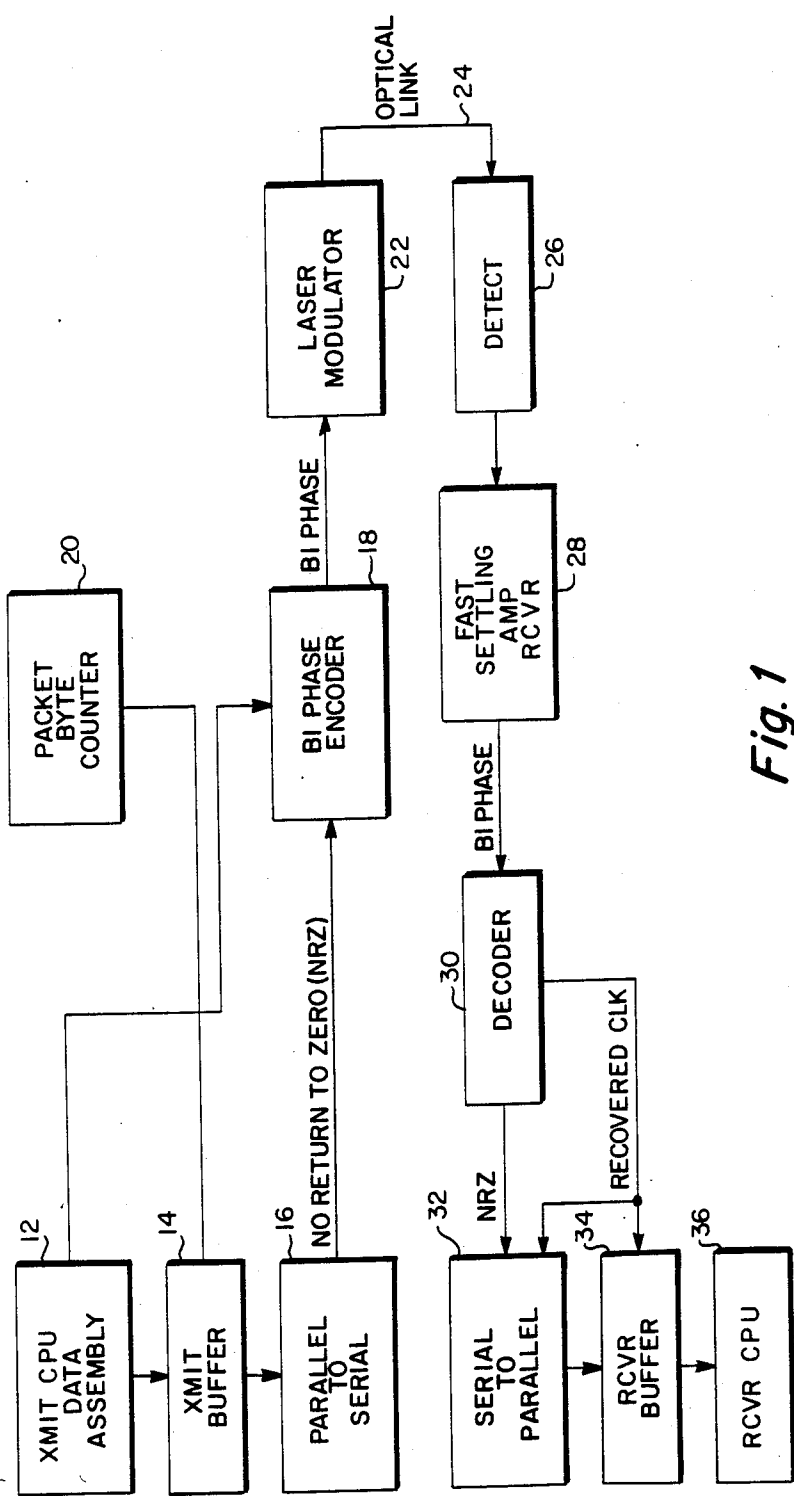 12
XMIT CPU
DATA
ASSEMBLY
14
XMIT
BUFFER
16
PARALLEL
TO
SERIAL
NO RETURN TO ZERO (NRZ)
20
PACKET
BYTE
COUNTER
18
BI PHASE
ENCODER
BI PHASE
LASER
MODULATOR
22
OPTICAL
LINK
24
DETECT
26
FAST
SETTLING
AMP
RCVR
28
BI PHASE
30
DECODER
NRZ
RECOVERED CLK
32
SERIAL
TO
PARALLEL
34
RCVR
BUFFER
36
RCVR CPU
Fig. 1